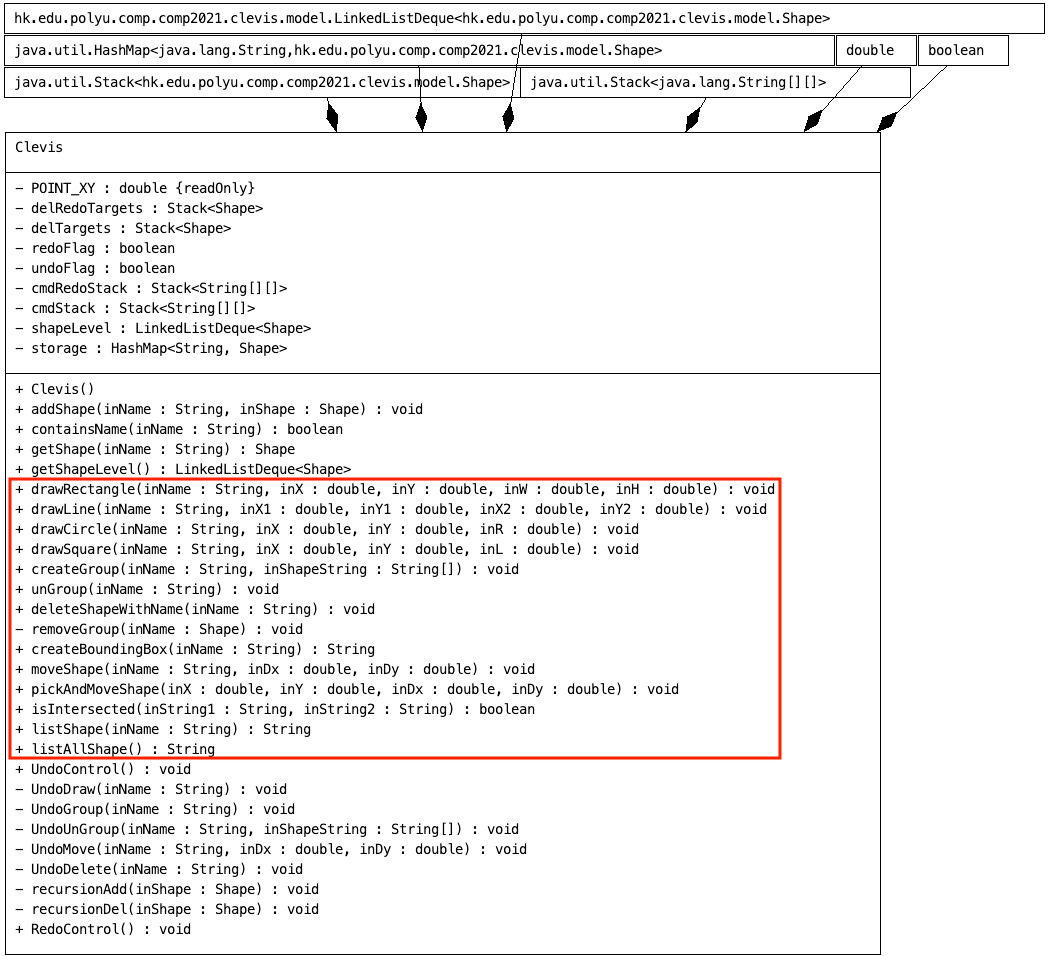 hk.edu.polyu.comp.comp2021.clevis.model.LinkedListDeque<hk.edu.polyu.comp.comp2021.clevis.model.Shape>
java.util.HashMap<java.lang.String,hk.edu.polyu.comp.comp2021.clevis.model.Shape> double boolean
java.util.Stack<hk.edu.polyu.comp.comp2021.clevis.model.Shape> java.util.Stack<java.lang.String[][]>
Clevis
− POINT_XY : double {readOnly}
− delRedoTargets : Stack<Shape>
− delTargets : Stack<Shape>
− redoFlag : boolean
− undoFlag : boolean
− cmdRedoStack : Stack<String[][]>
− cmdStack : Stack<String[][]>
− shapeLevel : LinkedListDeque<Shape>
− storage : HashMap<String, Shape>
+ Clevis()
+ addShape(inName : String, inShape : Shape) : void
+ containsName(inName : String) : boolean
+ getShape(inName : String) : Shape
+ getShapeLevel() : LinkedListDeque<Shape>
+ drawRectangle(inName : String, inX : double, inY : double, inW : double, inH : double) : void
+ drawLine(inName : String, inX1 : double, inY1 : double, inX2 : double, inY2 : double) : void
+ drawCircle(inName : String, inX : double, inY : double, inR : double) : void
+ drawSquare(inName : String, inX : double, inY : double, inL : double) : void
+ createGroup(inName : String, inShapeString : String[]) : void
+ unGroup(inName : String) : void
+ deleteShapeWithName(inName : String) : void
− removeGroup(inName : Shape) : void
+ createBoundingBox(inName : String) : String
+ moveShape(inName : String, inDx : double, inDy : double) : void
+ pickAndMoveShape(inX : double, inY : double, inDx : double, inDy : double) : void
+ isIntersected(inString1 : String, inString2 : String) : boolean
+ listShape(inName : String) : String
+ listAllShape() : String
+ UndoControl() : void
− UndoDraw(inName : String) : void
− UndoGroup(inName : String) : void
− UndoUnGroup(inName : String, inShapeString : String[]) : void
− UndoMove(inName : String, inDx : double, inDy : double) : void
− UndoDelete(inName : String) : void
− recursionAdd(inShape : Shape) : void
− recursionDel(inShape : Shape) : void
+ RedoControl() : void